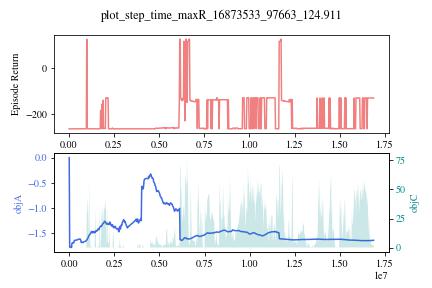 plot_step_time_maxR_16873533_97663_124.911
Episode Return
0
−200
0.00 0.25 0.50 0.75 1.00 1.25 1.50 1.75
objA
0.0
−0.5
−1.0
−1.5
75
50
25
0
objC
0.00 0.25 0.50 0.75 1.00 1.25 1.50 1.75
1e7